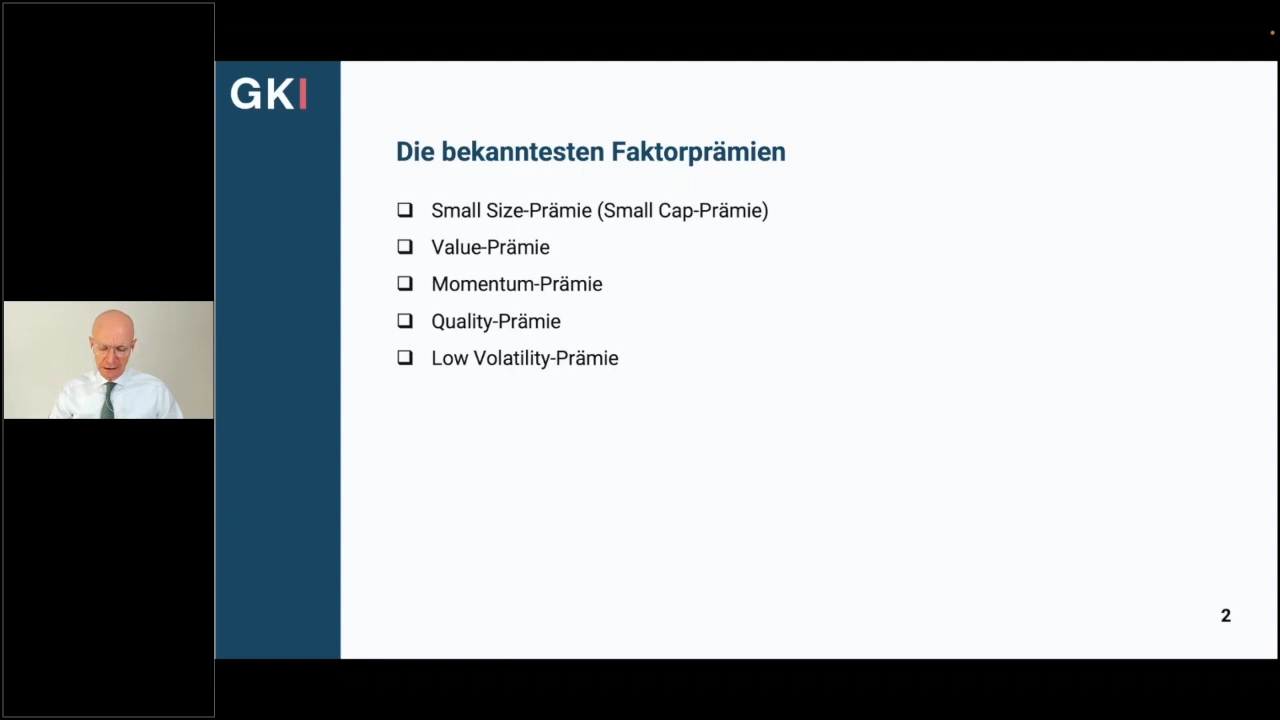 GKI
Die bekanntesten Faktorprämien
Small Size-Prämie (Small Cap-Prämie)
Value-Prämie
Momentum-Prämie
Quality-Prämie
Low Volatility-Prämie
2